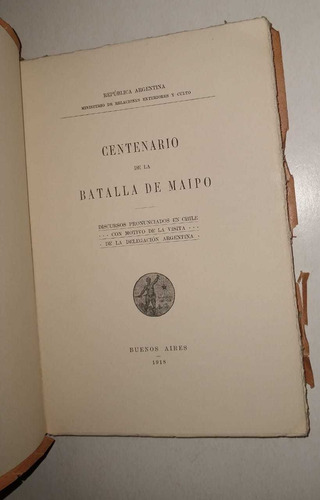 REPÚBLICA ARGENTINA
MINISTERIO DE RELACIONES EXTERIORES Y CULTO
CENTENARIO
DE LA
BATALLA DE MAIPO
DISCURSOS PRONUNCIADOS EN CHILE
CON MOTIVO DE LA VISITA
DE LA DELEGACIÓN ARGENTINA
BUENOS AIRES
1918